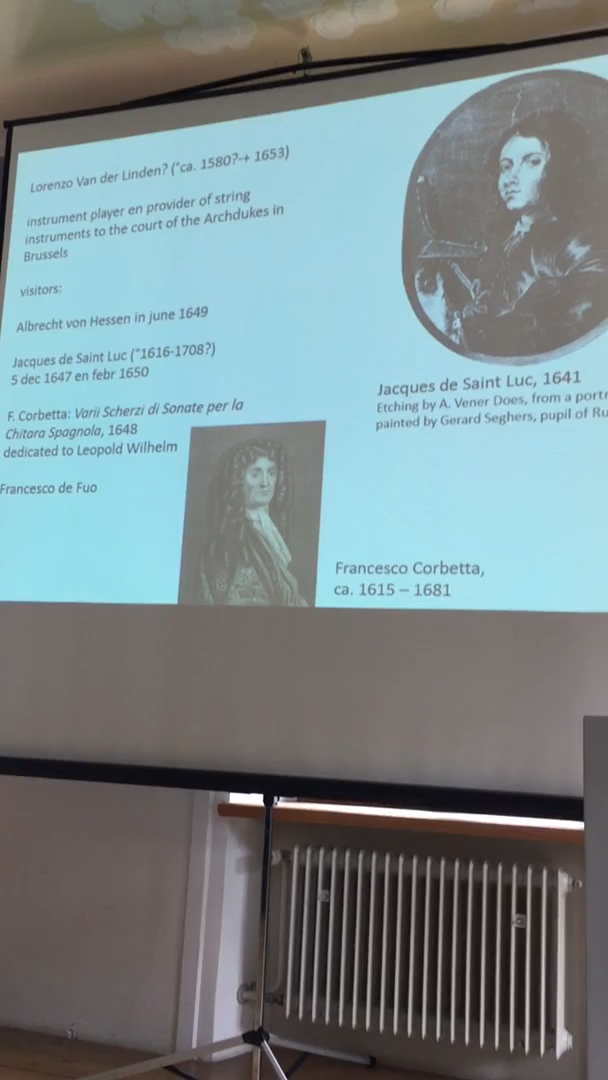 Lorenzo Van der Linden? (°ca. 1580?-+ 1653)
instrument player en provider of string
instruments to the court of the Archdukes in
Brussels
visitors:
Albrecht von Hessen in june 1649
Jacques de Saint Luc (°1616-1708?)
5 dec 1647 en febr 1650
F. Corbetta: Varii Scherzi di Sonate per la
Chitara Spagnola, 1648
dedicated to Leopold Wilhelm
Francesco de Fuo
Jacques de Saint Luc, 1641
Etching by A. Vener Does, from a portr
painted by Gerard Seghers, pupil of Ru
Francesco Corbetta,
ca. 1615 – 1681